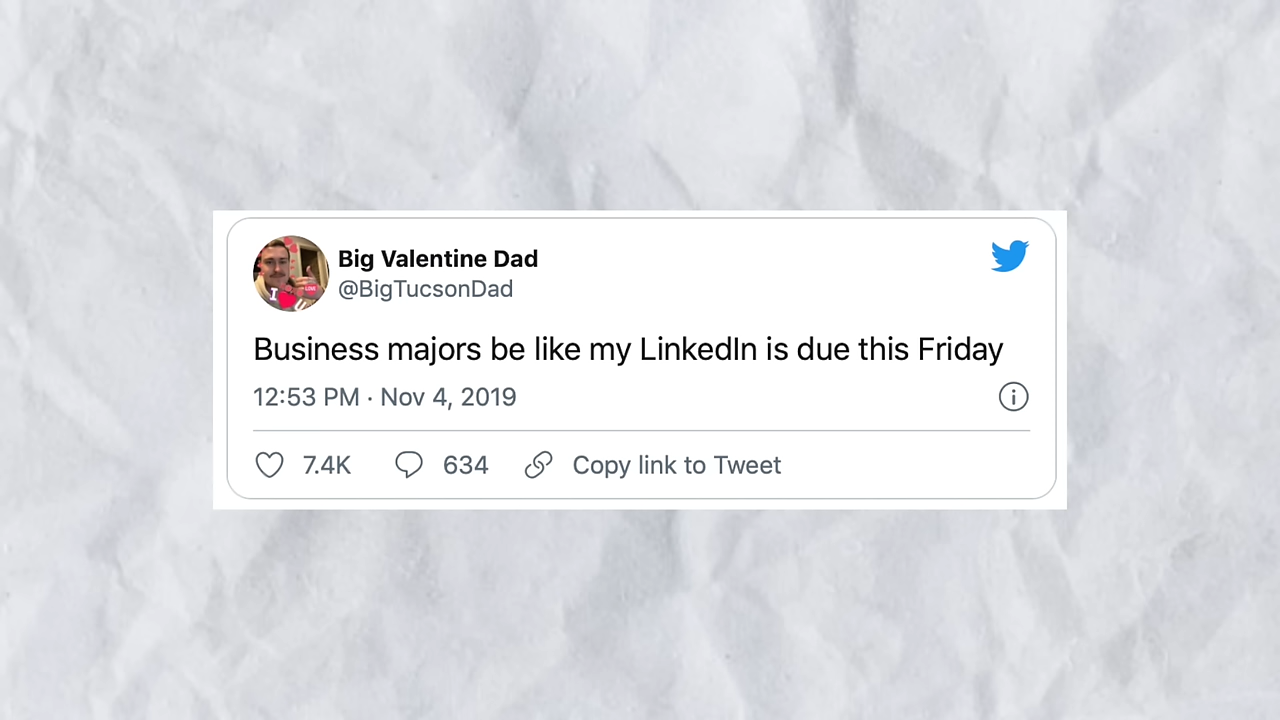 Big Valentine Dad
@BigTucsonDad
Business majors be like my LinkedIn is due this Friday
12:53 PM · Nov 4, 2019
7.4K 634 Copy link to Tweet